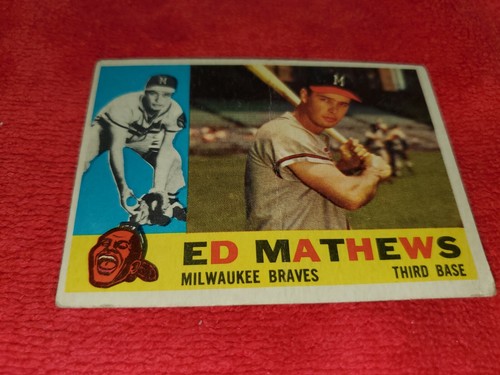 M
ED MATHEWS
MILWAUKEE BRAVES THIRD BASE